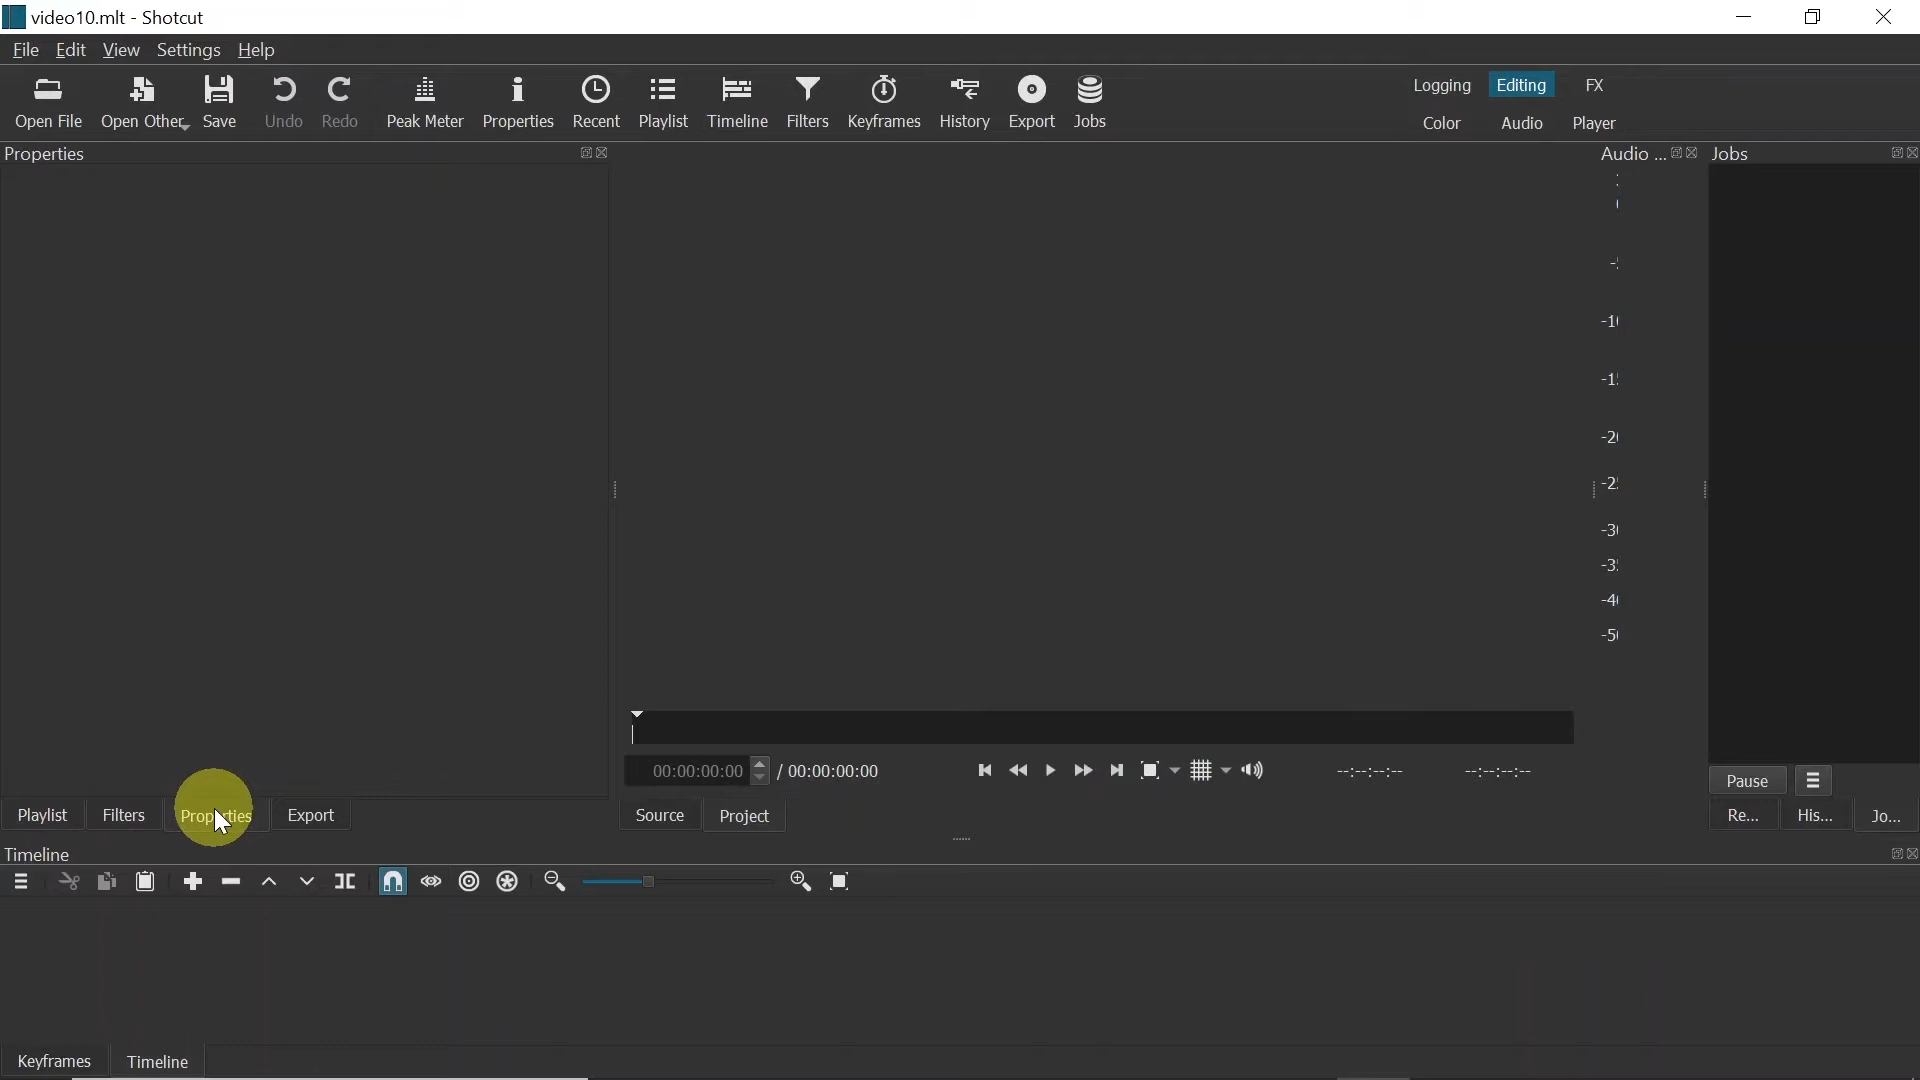 video10.mlt - Shotcut
File Edit View Settings Help
Open File Open Other Save Undo Redo Peak Meter Properties Recent Playlist Timeline Filters Keyframes History Export Jobs
Logging Editing FX
Color Audio Player
Properties
Audio ... Jobs
00:00:00:00 / 00:00:00:00 --:--:--:-- --:--:--:--
Pause
Playlist Filters Properties Export Source Project Re... His... Jo...
Timeline
Keyframes Timeline